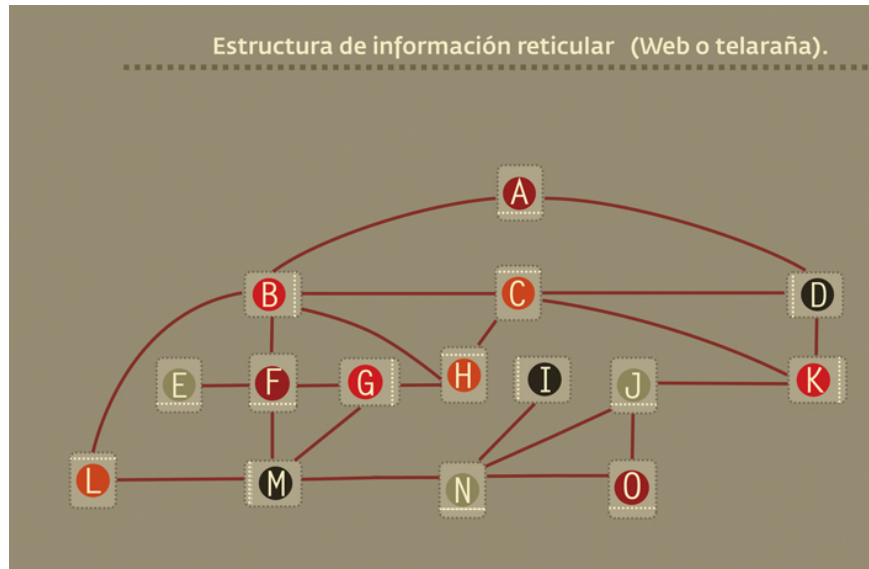 Estructura de información reticular (Web o telaraña).
A
B
C
D
E
F
G
H
I
J
K
L
M
N
O